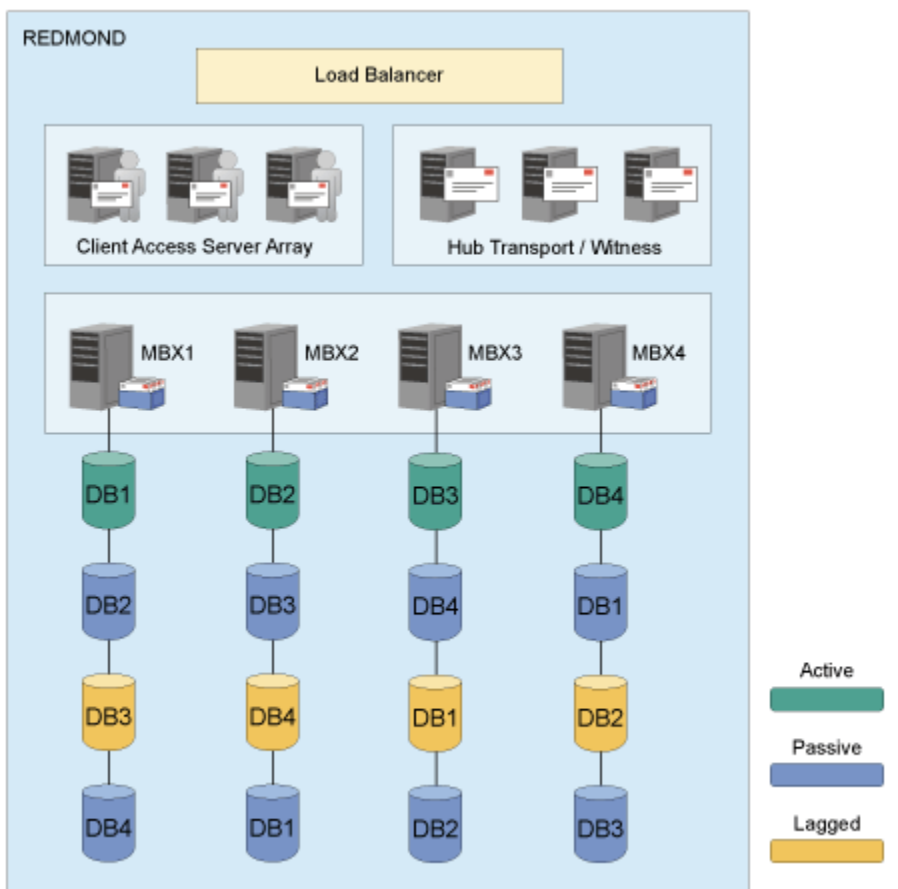 REDMOND
Load Balancer
Client Access Server Array
Hub Transport / Witness
MBX1
MBX2
MBX3
MBX4
DB1
DB2
DB3
DB4
DB2
DB3
DB4
DB1
DB3
DB4
DB1
DB2
DB4
DB1
DB2
DB3
Active
Passive
Lagged